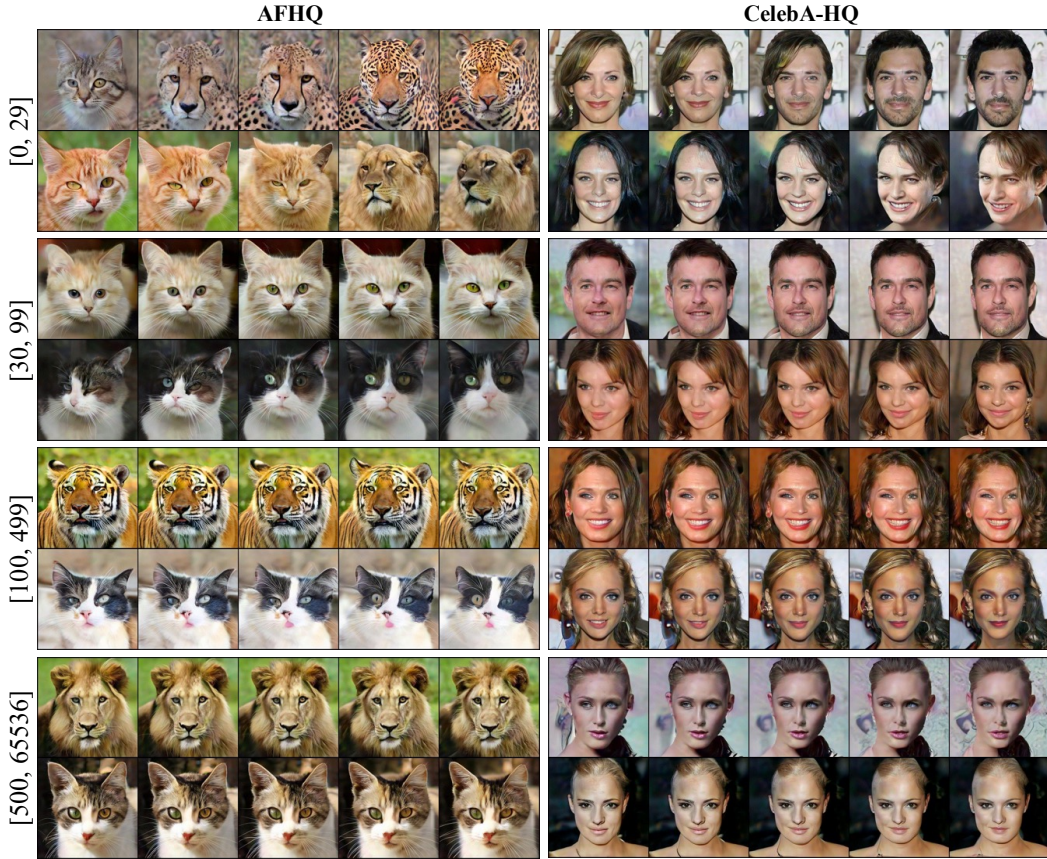 AFHQ
CelebA-HQ
[0, 29]
[30, 99]
[100, 499]
[500, 65536]